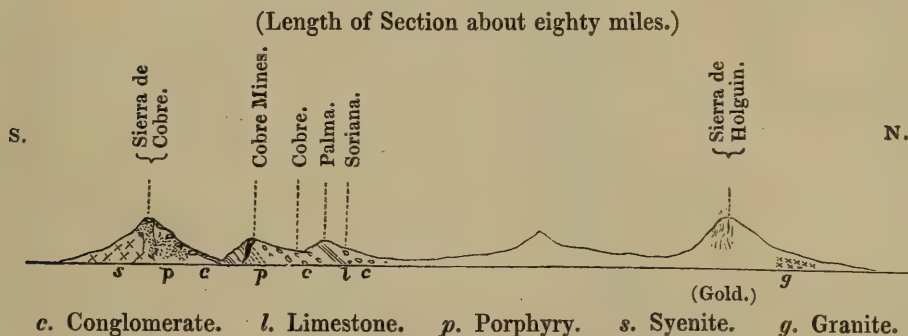 (Length of Section about eighty miles.)
S.
{Sierra de
Cobre.
Cobre Mines.
Cobre.
Palma.
Soriana.
{Sierra de
Holguin.
N.
s p c p c l c g
(Gold.)
c. Conglomerate. l. Limestone. p. Porphyry. s. Syenite. g. Granite.